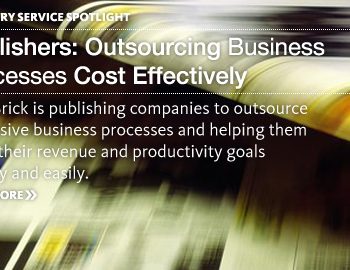 RY SERVICE SPOTLIGHT
lishers: Outsourcing Business
cesses Cost Effectively
rick is publishing companies to outsource
sive business processes and helping them
their revenue and productivity goals
y and easily.
ORE »